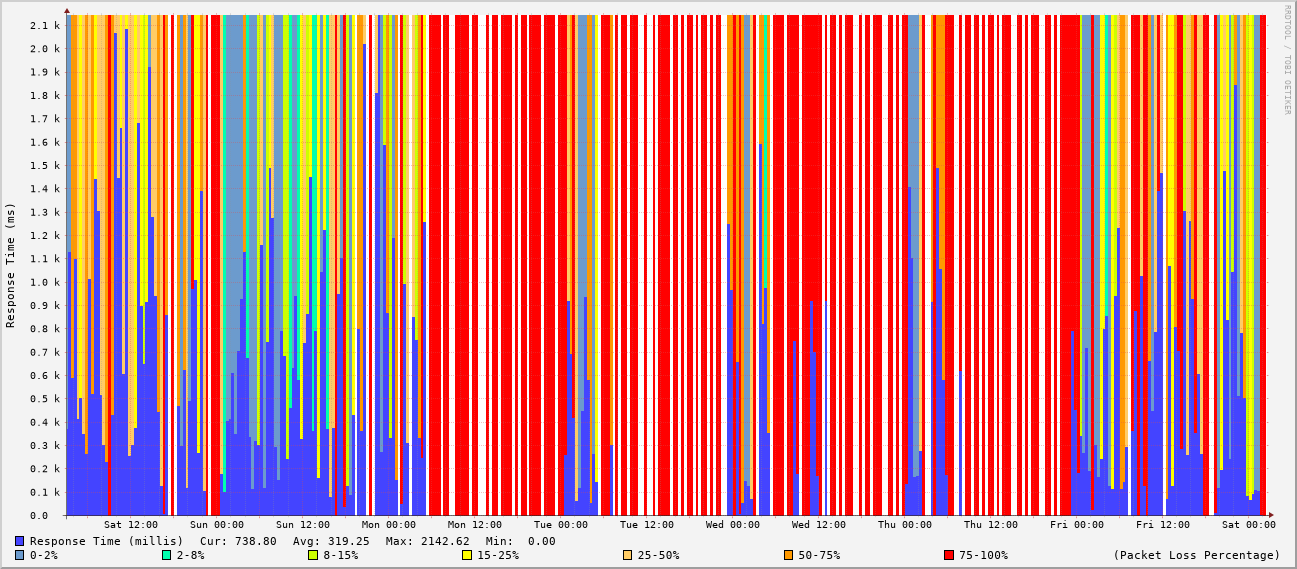 RRDTOOL / TOBI OETIKER
Response Time (ms)
2.1 k
2.0 k
1.9 k
1.8 k
1.7 k
1.6 k
1.5 k
1.4 k
1.3 k
1.2 k
1.1 k
1.0 k
0.9 k
0.8 k
0.7 k
0.6 k
0.5 k
0.4 k
0.3 k
0.2 k
0.1 k
0.0
Sat 12:00 Sun 00:00 Sun 12:00 Mon 00:00 Mon 12:00 Tue 00:00 Tue 12:00 Wed 00:00 Wed 12:00 Thu 00:00 Thu 12:00 Fri 00:00 Fri 12:00 Sat 00:00
Response Time (millis) Cur: 738.80 Avg: 319.25 Max: 2142.62 Min: 0.00
0-2% 2-8% 8-15% 15-25% 25-50% 50-75% 75-100% (Packet Loss Percentage)